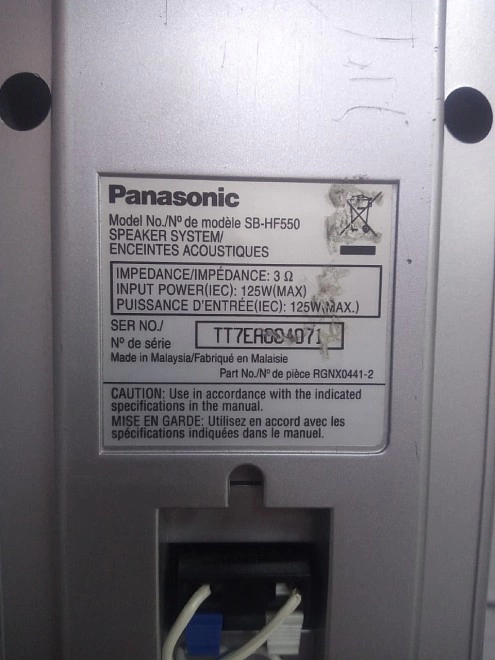 Panasonic
Model No./Nº de modèle SB-HF550
SPEAKER SYSTEM/
ENCEINTES ACOUSTIQUES
IMPEDANCE/IMPÉDANCE: 3 Ω
INPUT POWER(IEC): 125W(MAX)
PUISSANCE D'ENTRÉE(IEC): 125W(MAX.)
SER NO./
Nº de série
Made in Malaysia/Fabriqué en Malaisie
Part No./Nº de pièce RGNX0441-2
CAUTION: Use in accordance with the indicated
specifications in the manual.
MISE EN GARDE: Utilisez en accord avec les
spécifications indiquées dans le manuel.